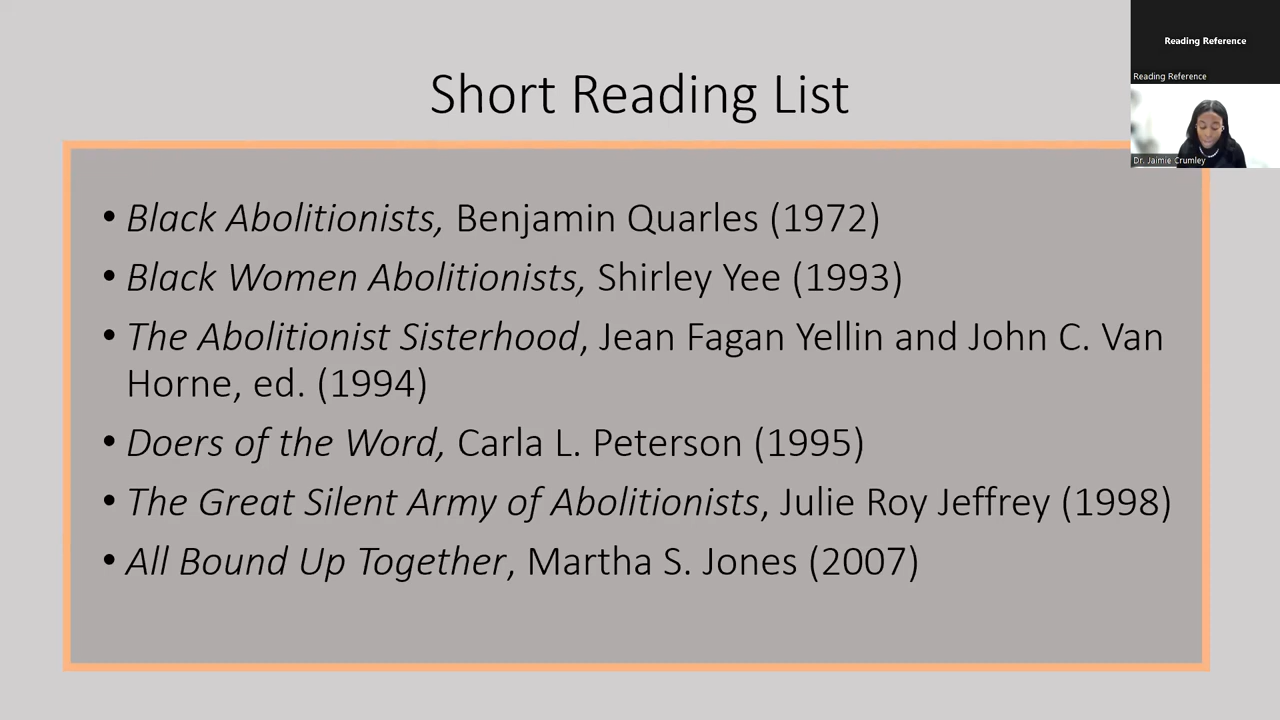 Short Reading List
Reading Reference
Reading Reference
Dr. Jaimie Crumley
• Black Abolitionists, Benjamin Quarles (1972)
• Black Women Abolitionists, Shirley Yee (1993)
• The Abolitionist Sisterhood, Jean Fagan Yellin and John C. Van
Horne, ed. (1994)
• Doers of the Word, Carla L. Peterson (1995)
• The Great Silent Army of Abolitionists, Julie Roy Jeffrey (1998)
• All Bound Up Together, Martha S. Jones (2007)